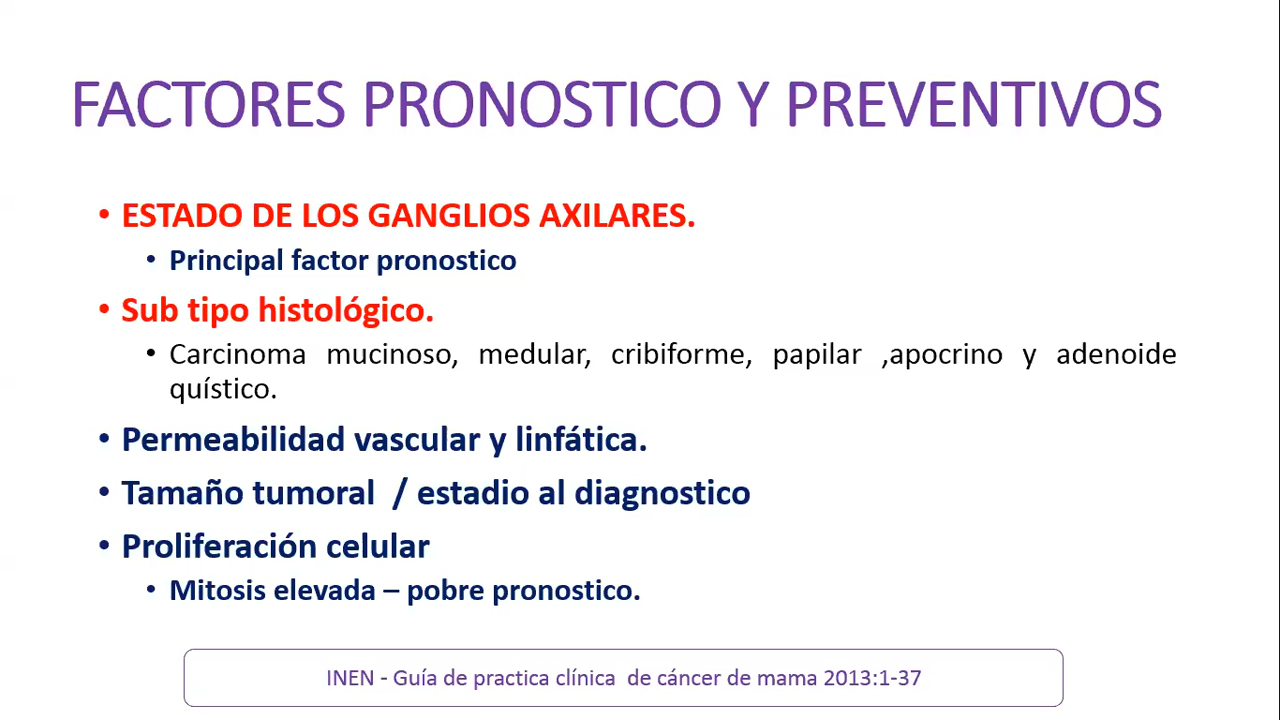 FACTORES PRONOSTICO Y PREVENTIVOS
• ESTADO DE LOS GANGLIOS AXILARES.
• Principal factor pronostico
• Sub tipo histológico.
• Carcinoma mucinoso, medular, cribiforme, papilar ,apocrino y adenoide
quístico.
• Permeabilidad vascular y linfática.
• Tamaño tumoral / estadio al diagnostico
• Proliferación celular
• Mitosis elevada – pobre pronostico.
INEN - Guía de practica clínica de cáncer de mama 2013:1-37